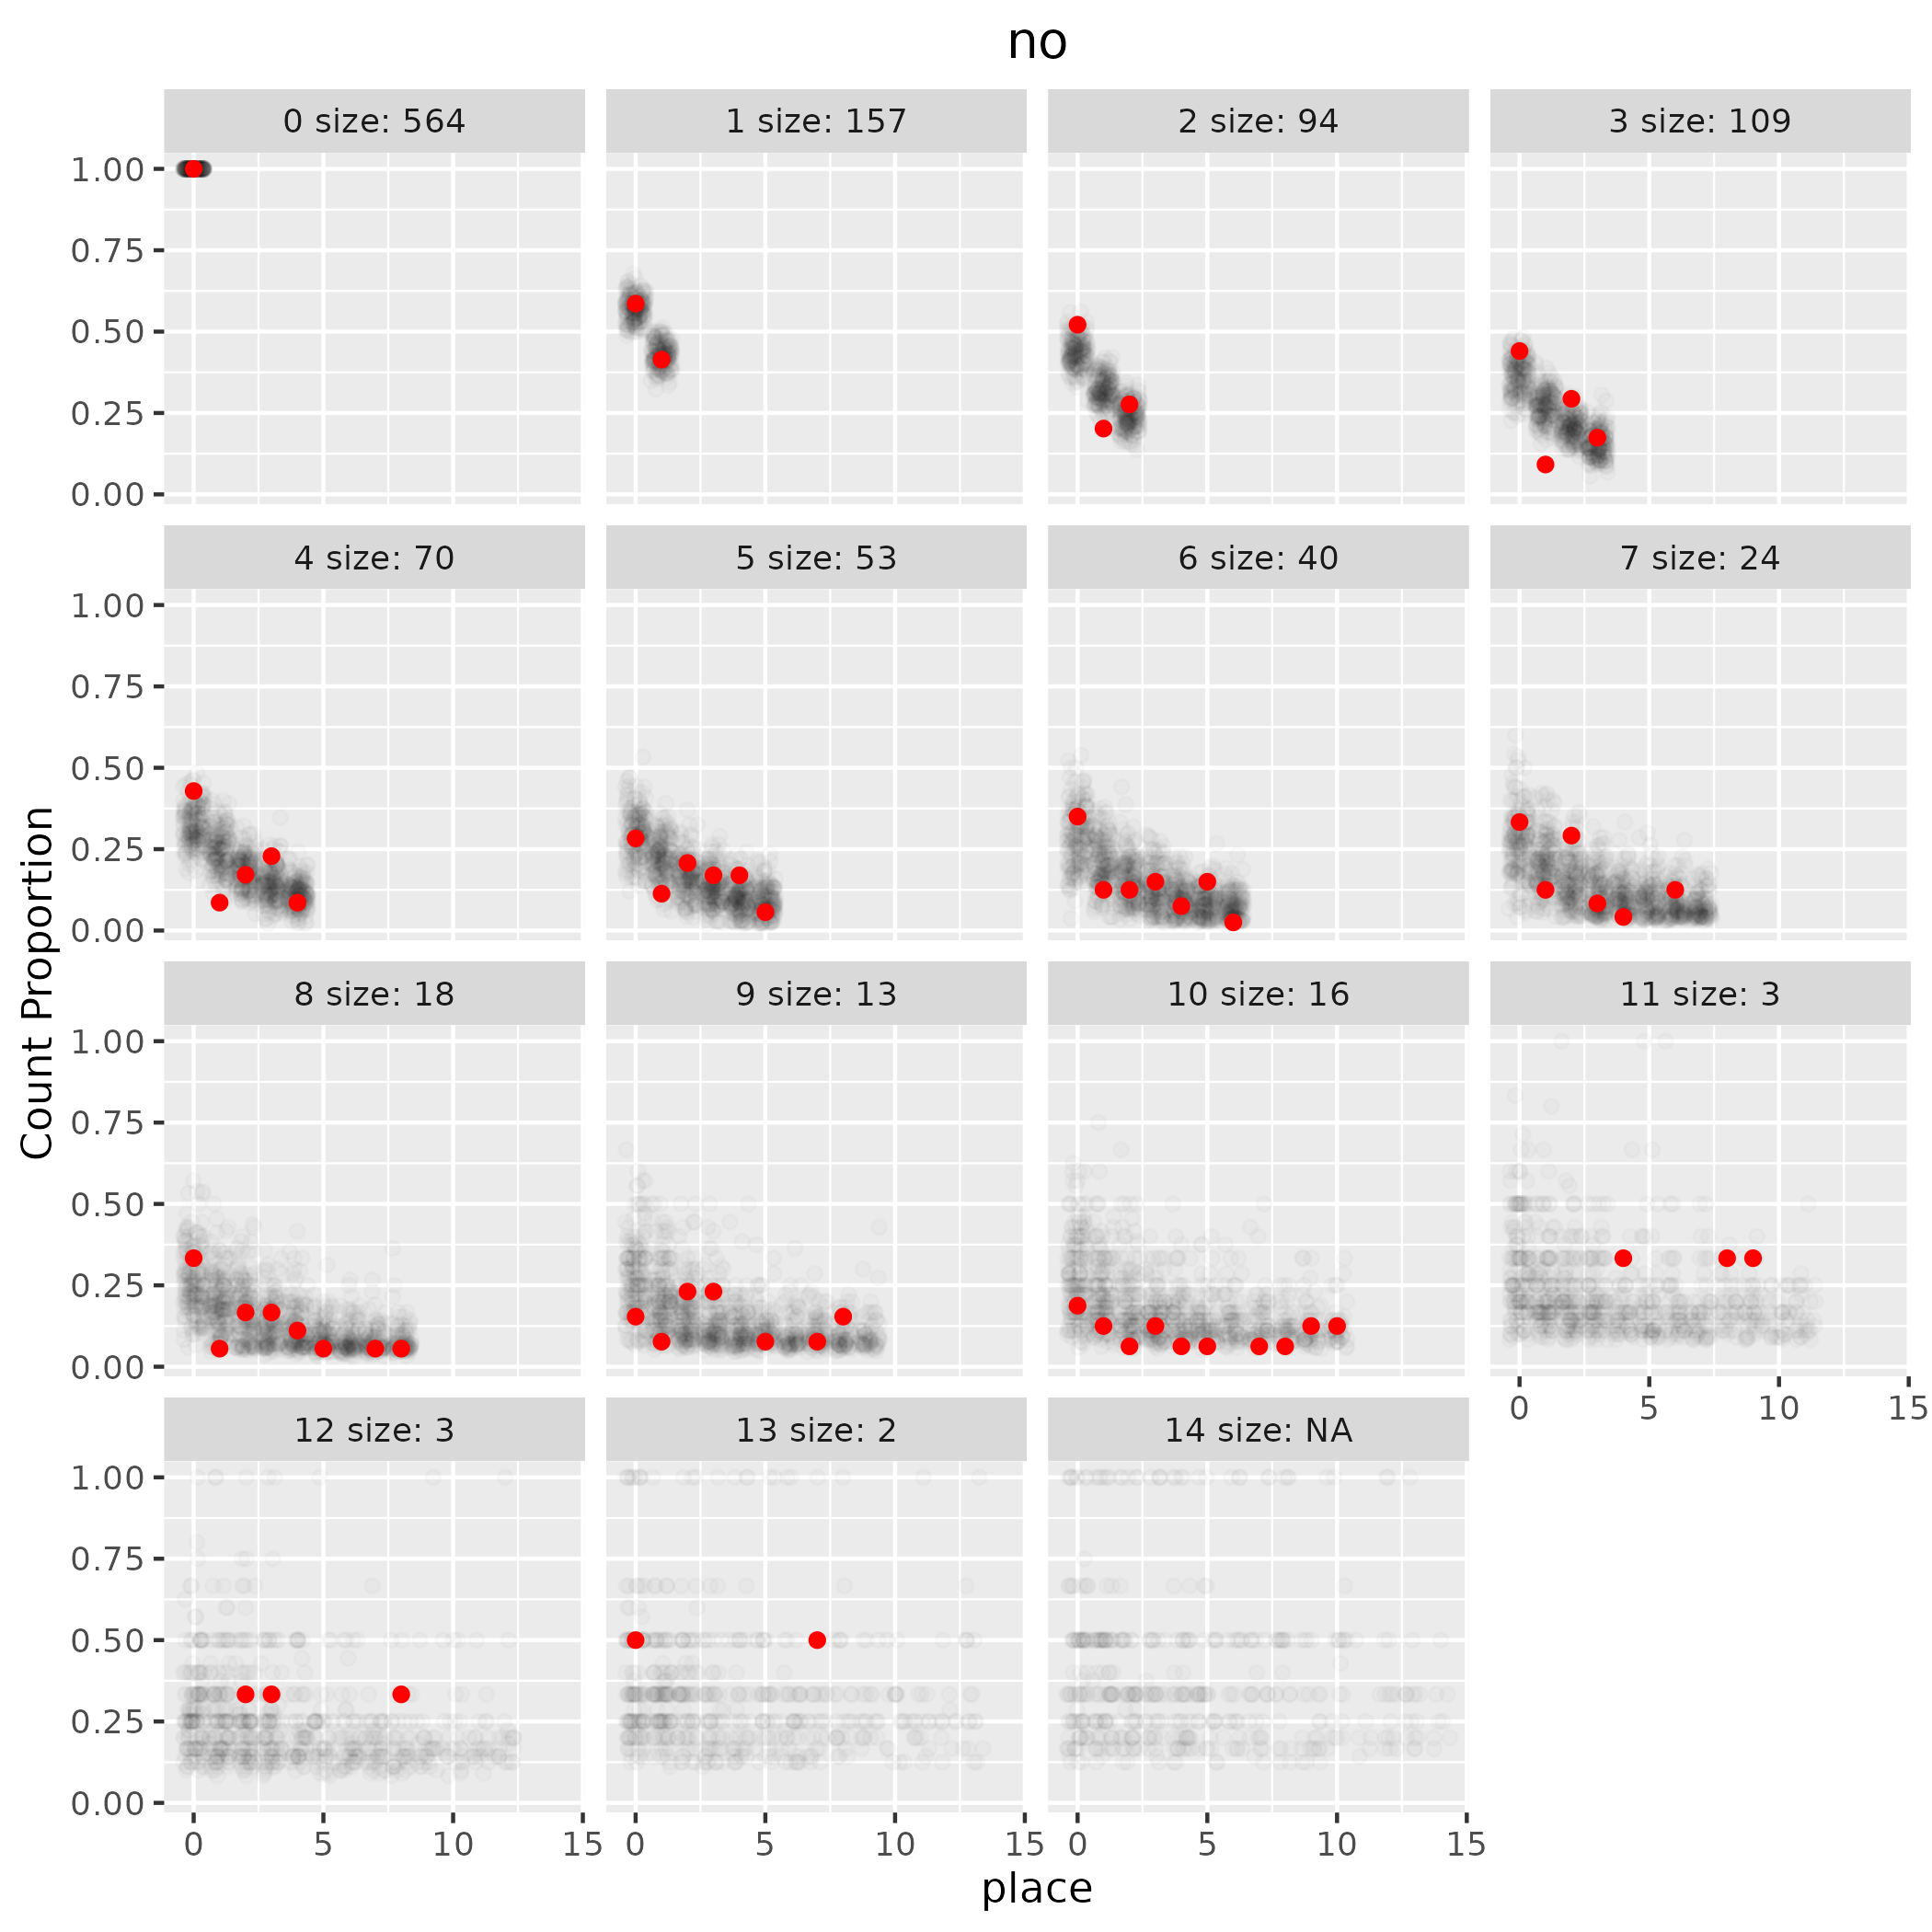 no
0 size: 564
1 size: 157
2 size: 94
3 size: 109
1.00
0.75
0.50
0.25
0.00
4 size: 70
5 size: 53
6 size: 40
7 size: 24
1.00
0.75
0.50
0.25
0.00
Count Proportion
8 size: 18
9 size: 13
10 size: 16
11 size: 3
1.00
0.75
0.50
0.25
0.00
0 5 10 15
12 size: 3
13 size: 2
14 size: NA
1.00
0.75
0.50
0.25
0.00
0 5 10 15
0 5 10 15
0 5 10 15
place